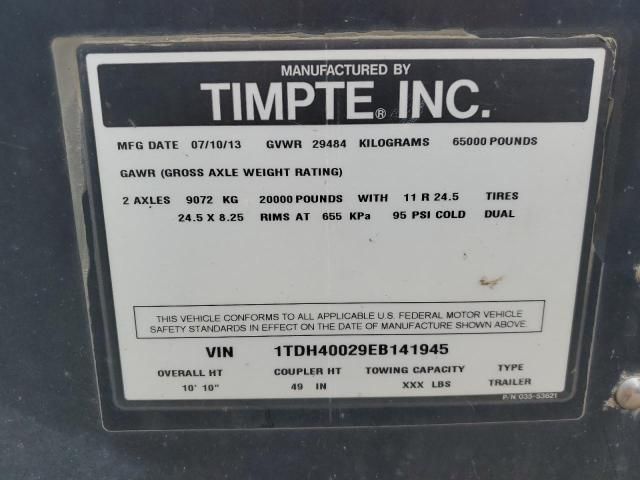 MANUFACTURED BY
TIMPTE® INC.
MFG DATE 07/10/13 GVWR 29484 KILOGRAMS 65000 POUNDS
GAWR (GROSS AXLE WEIGHT RATING)
2 AXLES 9072 KG 20000 POUNDS WITH 11 R 24.5 TIRES
24.5 X 8.25 RIMS AT 655 KPa 95 PSI COLD DUAL
THIS VEHICLE CONFORMS TO ALL APPLICABLE U.S. FEDERAL MOTOR VEHICLE
SAFETY STANDARDS IN EFFECT ON THE DATE OF MANUFACTURE SHOWN ABOVE.
VIN 1TDH40029EB141945
OVERALL HT COUPLER HT TOWING CAPACITY TYPE
10' 10" 49 IN XXX LBS TRAILER
P/N 035-53621